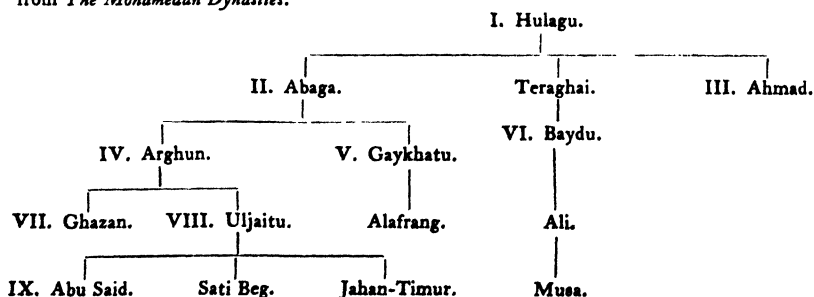 from The Mohamedan Dynasties.
I. Hulagu.
II. Abaga. Teraghai. III. Ahmad.
VI. Baydu.
IV. Arghun. V. Gaykhatu.
VII. Ghazan. VIII. Uljaitu. Alafrang. Ali.
IX. Abu Said. Sati Beg. Jahan-Timur. Musa.